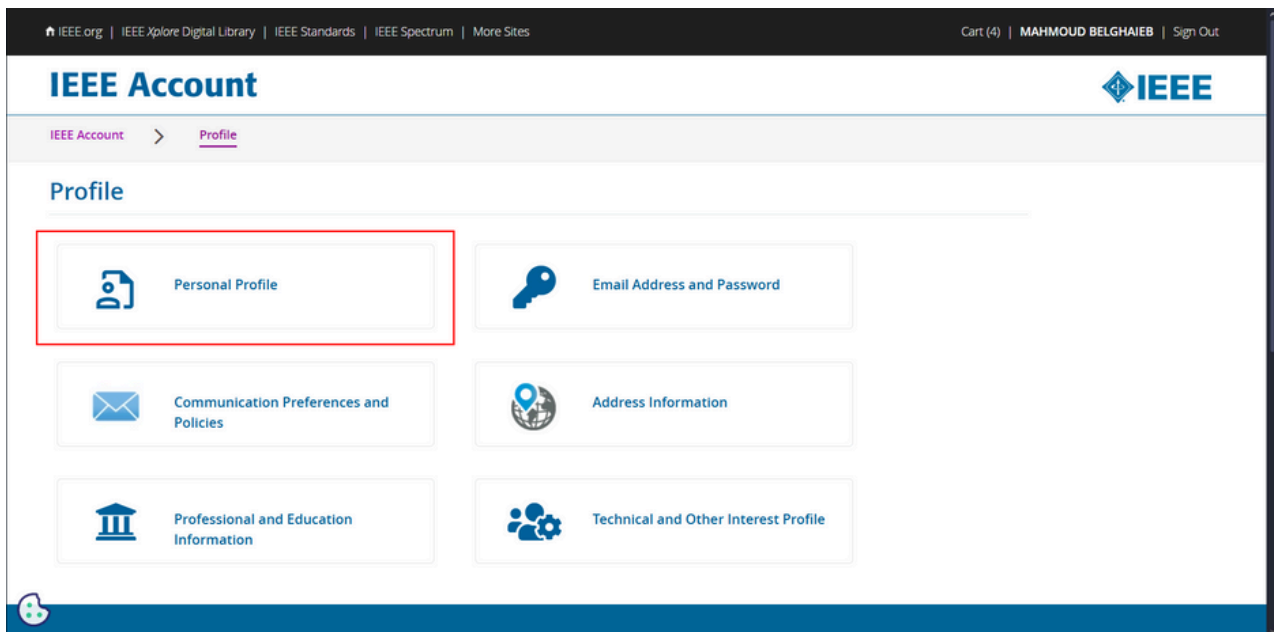 IEEE.org | IEEE Xplore Digital Library | IEEE Standards | IEEE Spectrum | More Sites
Cart (4) | MAHMOUD BELGHAIEB | Sign Out
IEEE Account
IEEE
IEEE Account > Profile
Profile
Personal Profile
Email Address and Password
Communication Preferences and
Policies
Address Information
Professional and Education
Information
Technical and Other Interest Profile